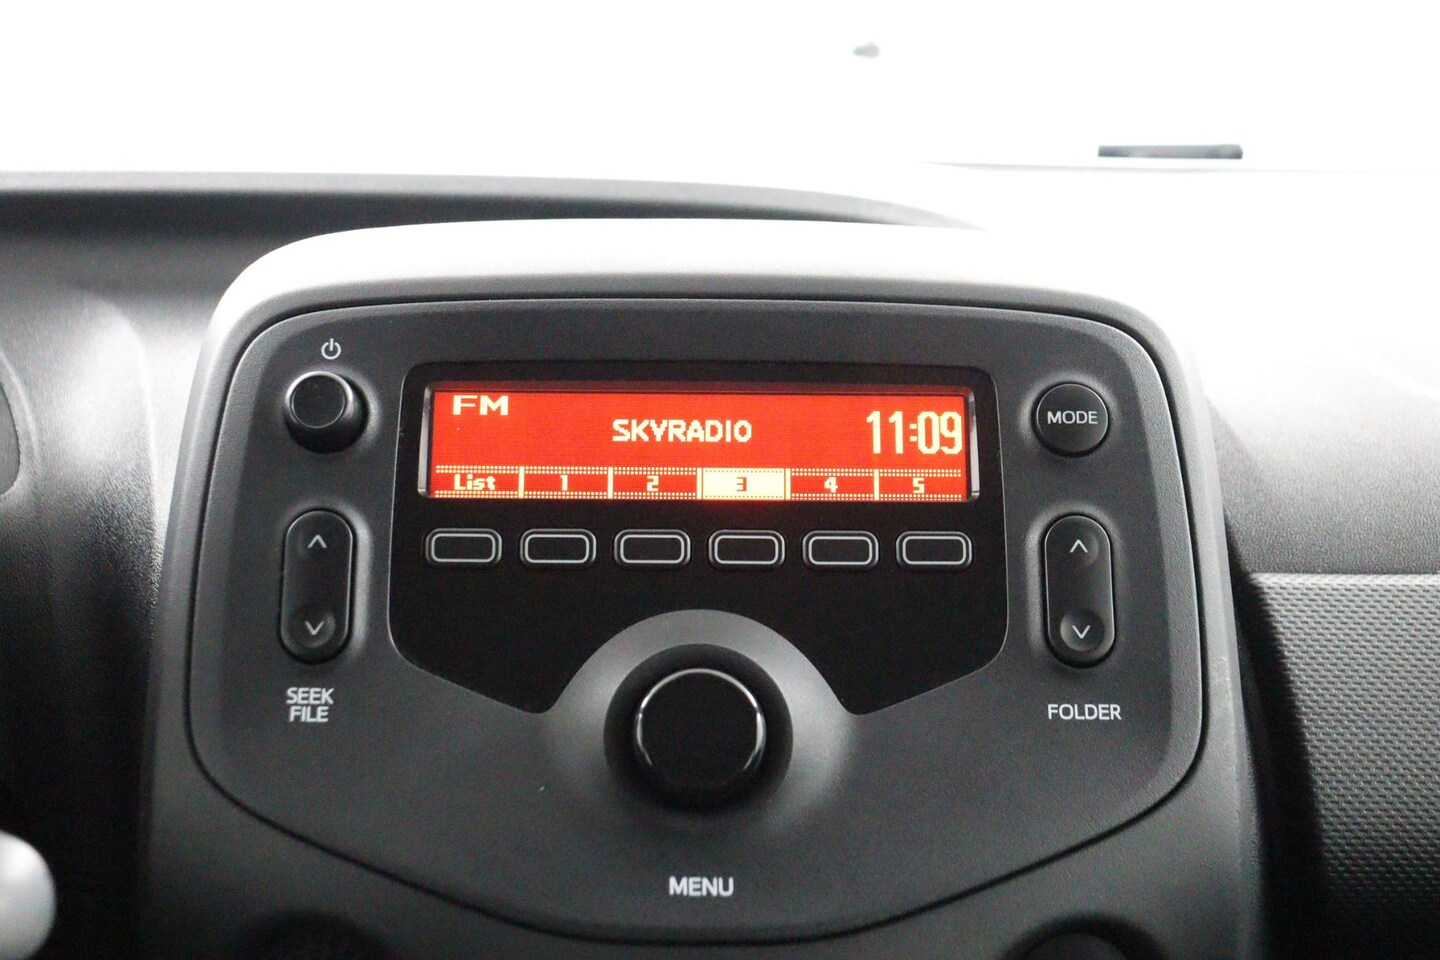 FM
SKYRADIO
11:09
List 1 2 3 4 5
MODE
SEEK
FILE
FOLDER
MENU